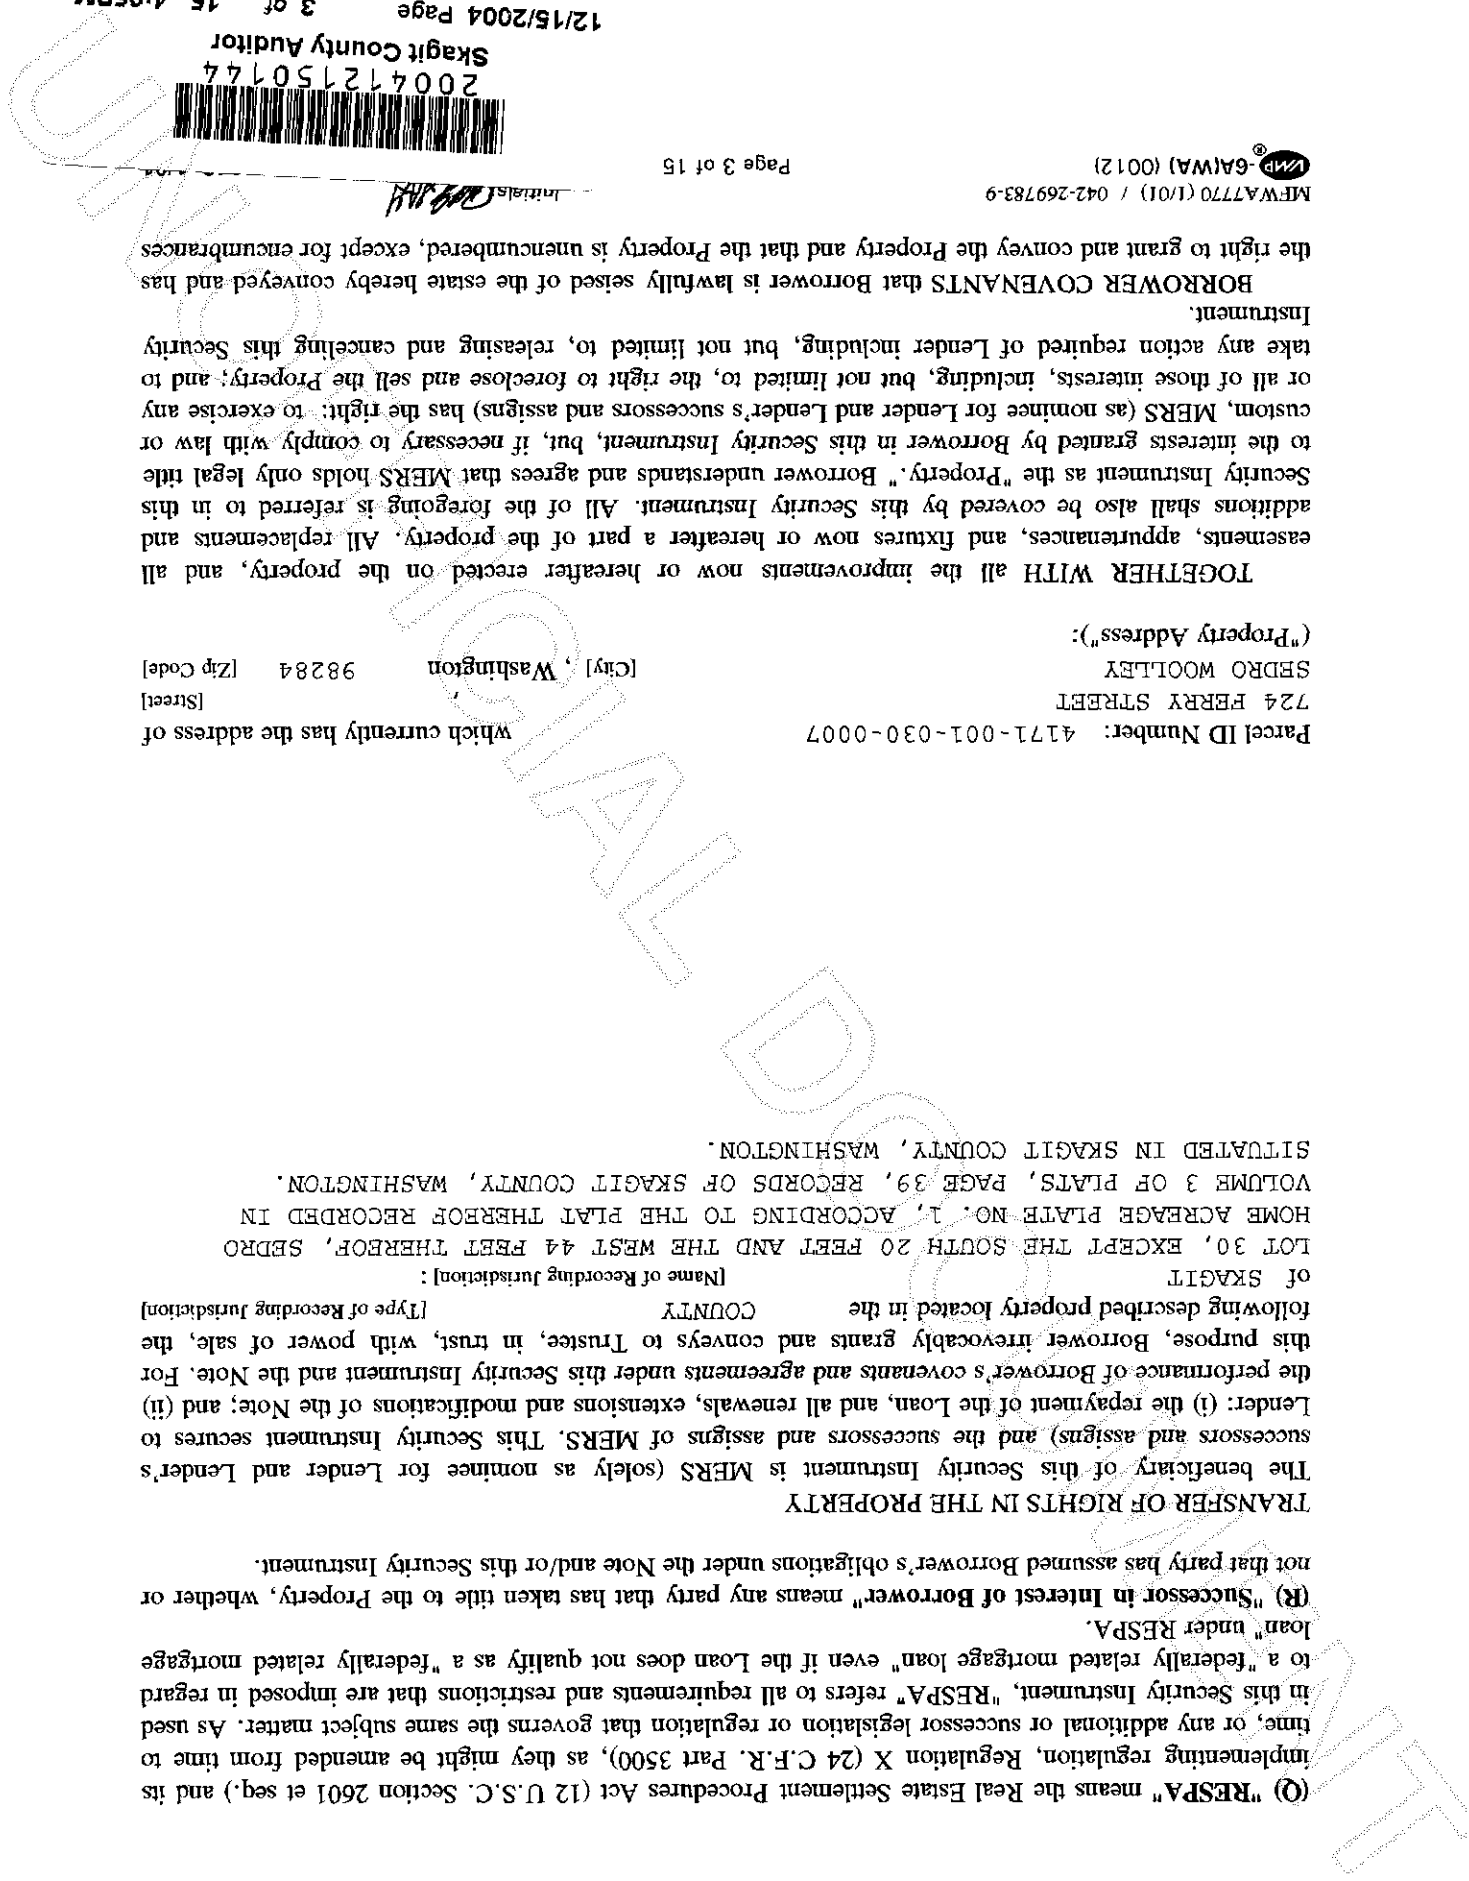 (Q) "RESPA" means the Real Estate Settlement Procedures Act (12 U.S.C. Section 2601 et seq.) and its
implementing regulation, Regulation X (24 C.F.R. Part 3500), as they might be amended from time to
time, or any additional or successor legislation or regulation that governs the same subject matter. As used
in this Security Instrument, "RESPA" refers to all requirements and restrictions that are imposed in regard
to a "federally related mortgage loan" even if the Loan does not qualify as a "federally related mortgage
loan" under RESPA.
(R) "Successor in Interest of Borrower" means any party that has taken title to the Property, whether or
not that party has assumed Borrower's obligations under the Note and/or this Security Instrument.
TRANSFER OF RIGHTS IN THE PROPERTY
The beneficiary of this Security Instrument is MERS (solely as nominee for Lender and Lender's
successors and assigns) and the successors and assigns of MERS. This Security Instrument secures to
Lender: (i) the repayment of the Loan, and all renewals, extensions and modifications of the Note; and (ii)
the performance of Borrower's covenants and agreements under this Security Instrument and the Note. For
this purpose, Borrower irrevocably grants and conveys to Trustee, in trust, with power of sale, the
following described property located in the COUNTY [Type of Recording Jurisdiction]
of SKAGIT [Name of Recording Jurisdiction] :
LOT 30, EXCEPT THE SOUTH 20 FEET AND THE WEST 44 FEET THEREOF, SEDRO
HOME ACREAGE PLATE NO. 1, ACCORDING TO THE PLAT THEREOF RECORDED IN
VOLUME 3 OF PLATS, PAGE 39, RECORDS OF SKAGIT COUNTY, WASHINGTON.
SITUATED IN SKAGIT COUNTY, WASHINGTON.
Parcel ID Number: 4171-001-030-0007 which currently has the address of
724 FERRY STREET , [Street]
SEDRO WOOLLEY [City] , Washington 98284 [Zip Code]
("Property Address"):
TOGETHER WITH all the improvements now or hereafter erected on the property, and all
easements, appurtenances, and fixtures now or hereafter a part of the property. All replacements and
additions shall also be covered by this Security Instrument. All of the foregoing is referred to in this
Security Instrument as the "Property." Borrower understands and agrees that MERS holds only legal title
to the interests granted by Borrower in this Security Instrument, but, if necessary to comply with law or
custom, MERS (as nominee for Lender and Lender's successors and assigns) has the right: to exercise any
or all of those interests, including, but not limited to, the right to foreclose and sell the Property; and to
take any action required of Lender including, but not limited to, releasing and canceling this Security
Instrument.
BORROWER COVENANTS that Borrower is lawfully seised of the estate hereby conveyed and has
the right to grant and convey the Property and that the Property is unencumbered, except for encumbrances
MFWA7770 (1/01) / 042-269783-9
Initials
VMP®-6A(WA) (0012) Page 3 of 15
200412150144
Skagit County Auditor
12/15/2004 Page 3 of 15
UNOFFICIAL DOCUMENT